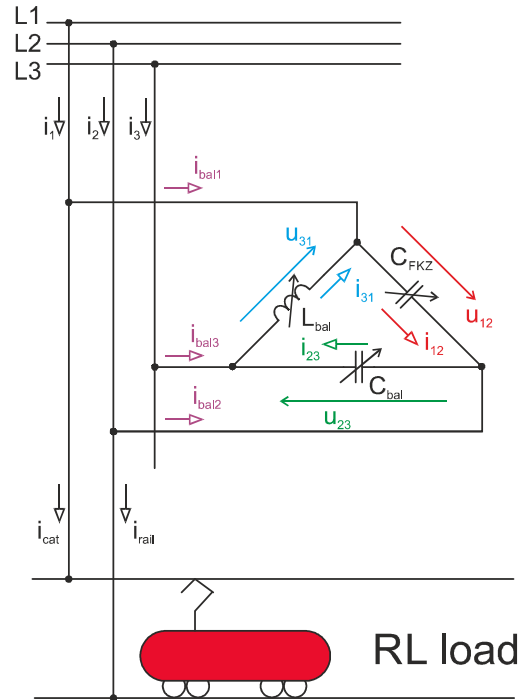 L1
L2
L3
i1 i2 i3
ibal1
u31
CFKZ
i31
Lbal
u12
ibal3
i23
i12
Cbal
ibal2
u23
icat
irail
RL load